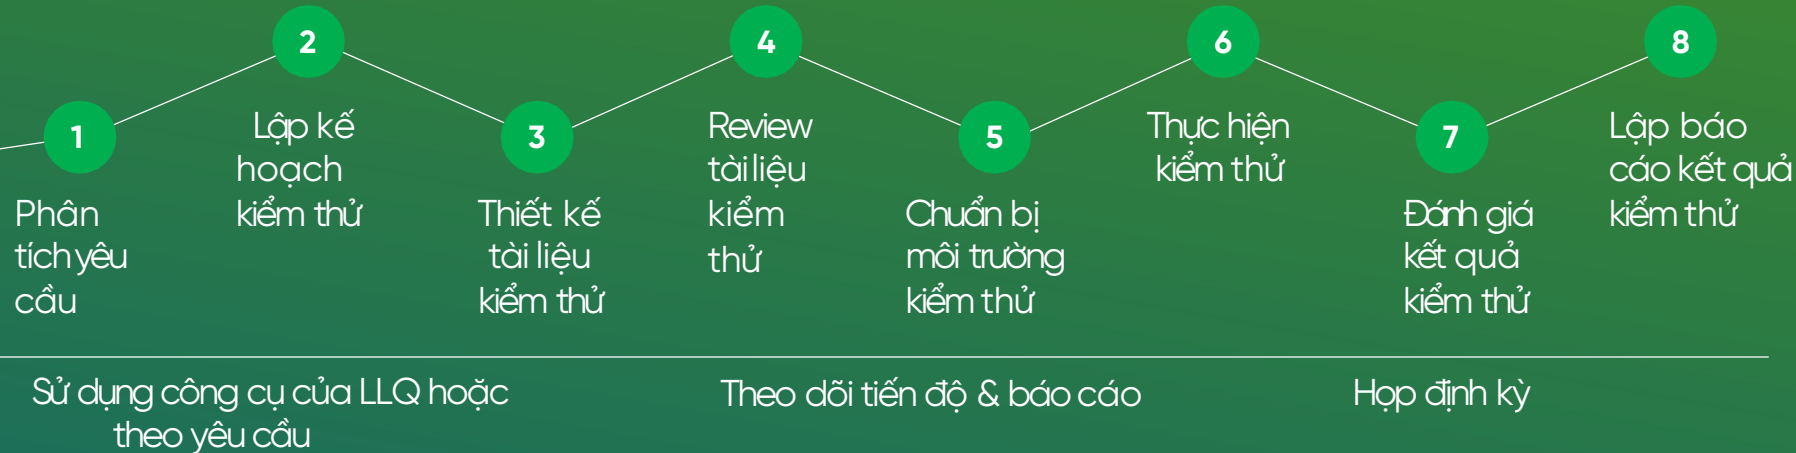 1
Phân
tích yêu
cầu
2
Lập kế
hoạch
kiểm thử
3
Thiết kế
tài liệu
kiểm thử
4
Review
tài liệu
kiểm
thử
5
Chuẩn bị
môi trường
kiểm thử
6
Thực hiện
kiểm thử
7
Đánh giá
kết quả
kiểm thử
8
Lập báo
cáo kết quả
kiểm thử
Sử dụng công cụ của LLQ hoặc
theo yêu cầu
Theo dõi tiến độ & báo cáo
Họp định kỳ